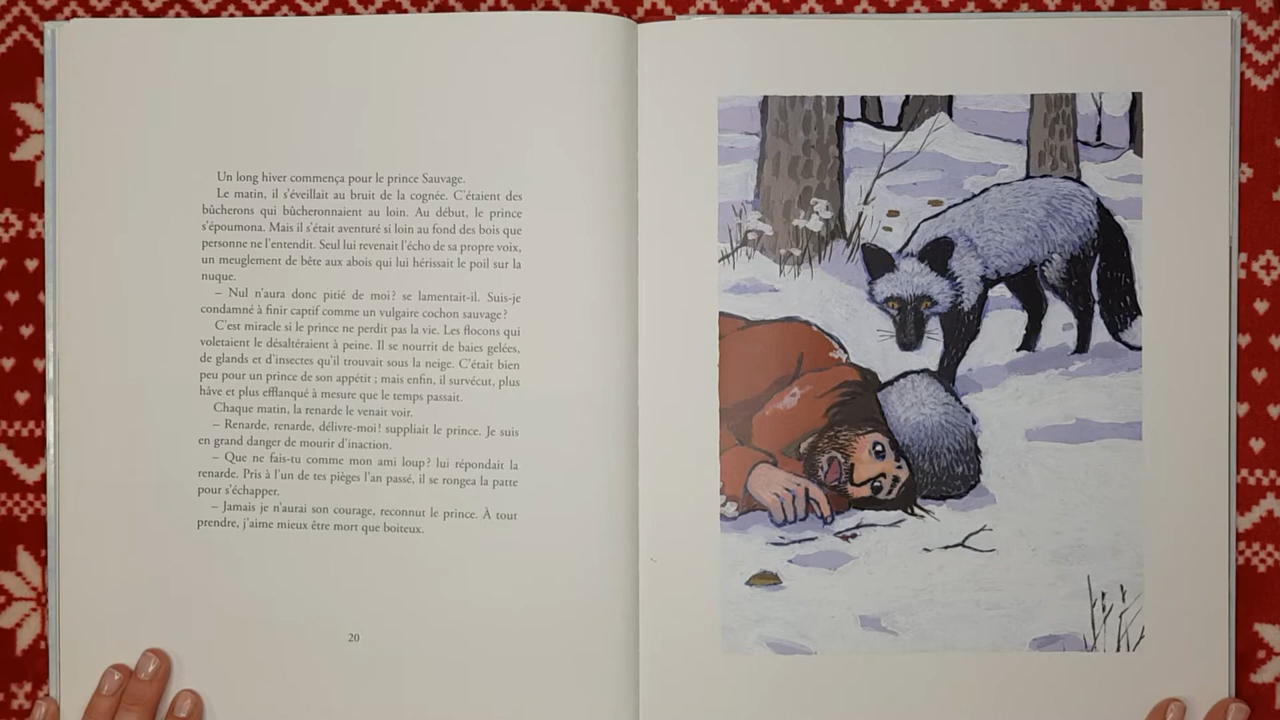 Un long hiver commença pour le prince Sauvage.
Le matin, il s'éveillait au bruit de la cognée. C'étaient des
bûcherons qui bûcheronnaient au loin. Au début, le prince
s'époumona. Mais il s'était aventuré si loin au fond des bois que
personne ne l'entendit. Seul lui revenait l'écho de sa propre voix,
un meuglement de bête aux abois qui lui hérissait le poil sur la
nuque.
– Nul n'aura donc pitié de moi? se lamentait-il. Suis-je
condamné à finir captif comme un vulgaire cochon sauvage?
C'est miracle si le prince ne perdit pas la vie. Les flocons qui
voletaient le désaltéraient à peine. Il se nourrit de baies gelées,
de glands et d'insectes qu'il trouvait sous la neige. C'était bien
peu pour un prince de son appétit ; mais enfin, il survécut, plus
hâve et plus efflanqué à mesure que le temps passait.
Chaque matin, la renarde le venait voir.
– Renarde, renarde, délivre-moi! suppliait le prince. Je suis
en grand danger de mourir d'inaction.
– Que ne fais-tu comme mon ami loup? lui répondait la
renarde. Pris à l'un de tes pièges l'an passé, il se rongea la patte
pour s'échapper.
– Jamais je n'aurai son courage, reconnut le prince. À tout
prendre, j'aime mieux être mort que boiteux.
20